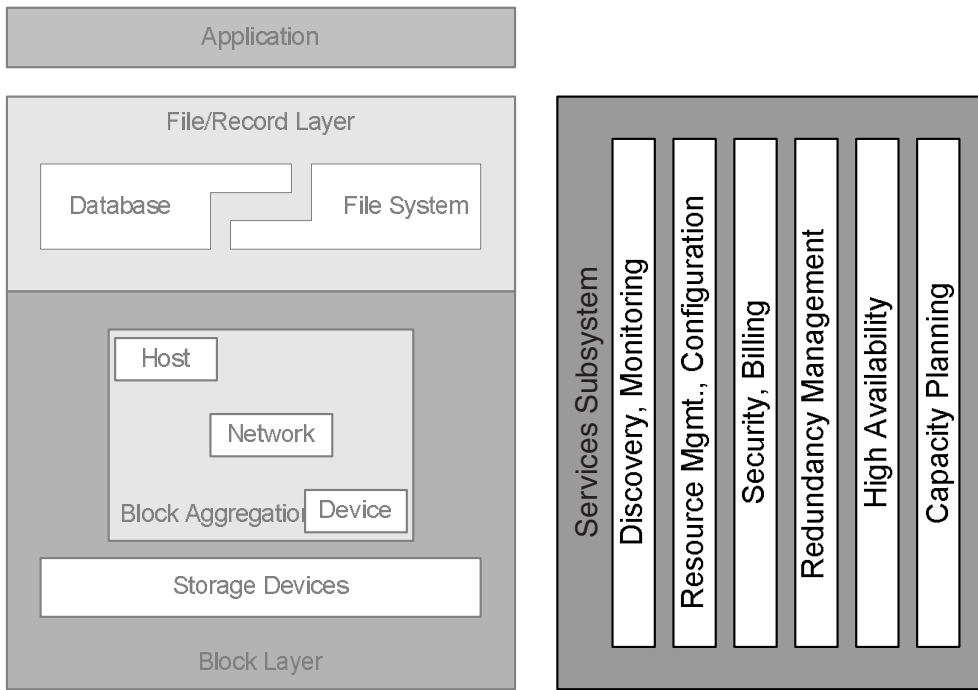 Application
File/Record Layer
Database
File System
Host
Network
Block Aggregation
Device
Storage Devices
Block Layer
Services Subsystem
Discovery, Monitoring
Resource Mgmt., Configuration
Security, Billing
Redundancy Management
High Availability
Capacity Planning